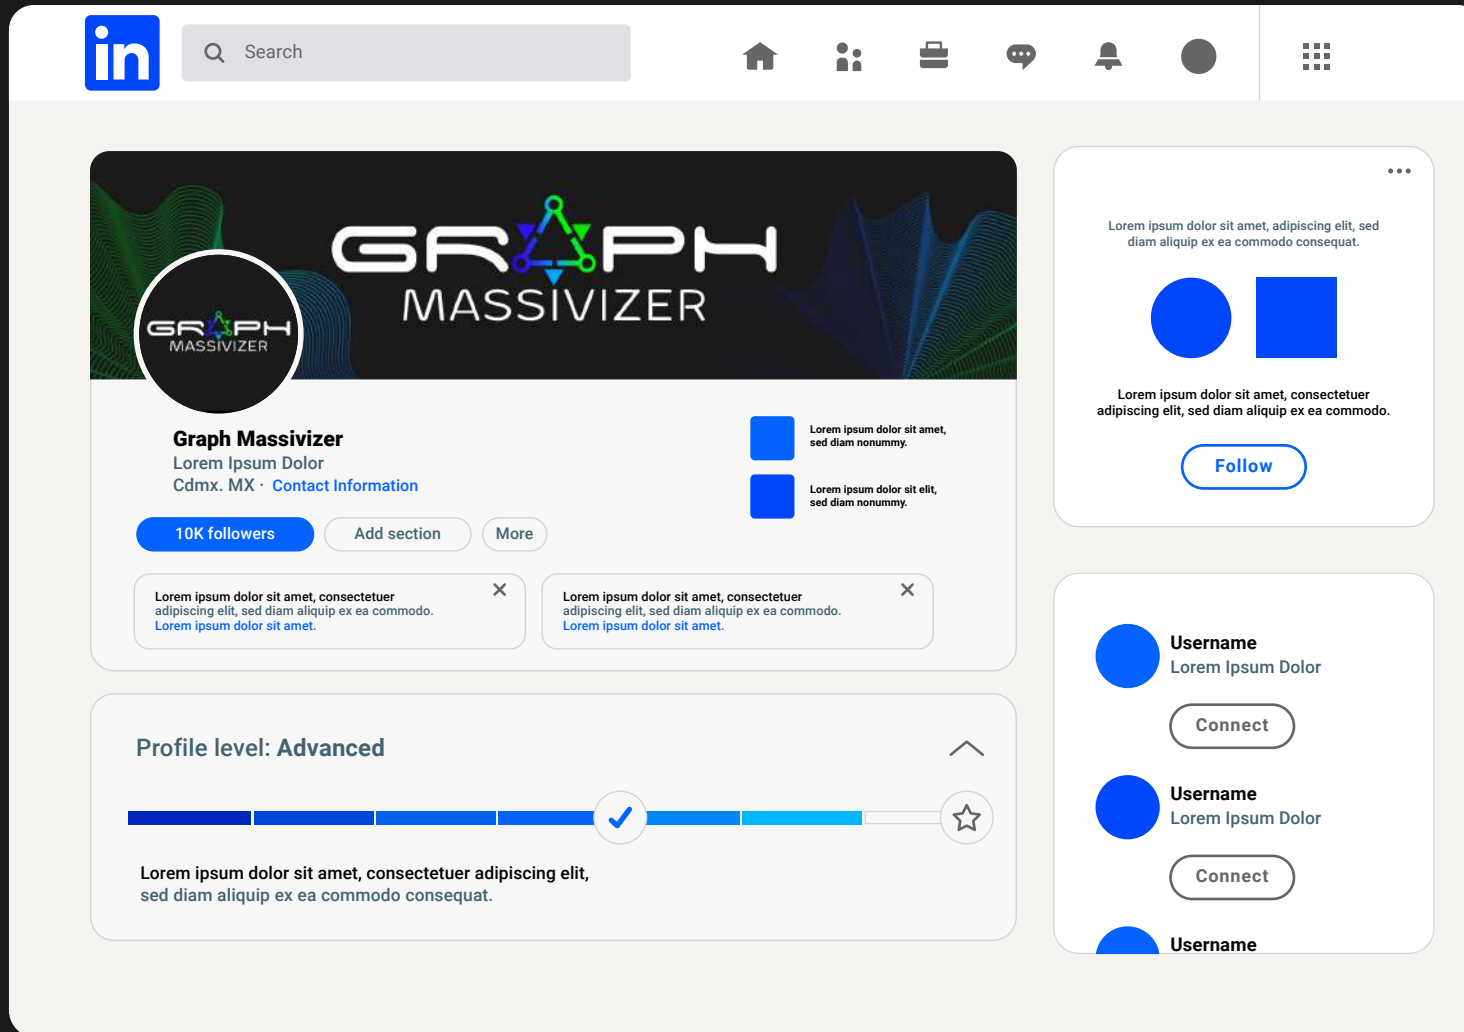 in
Search
GRAPH
MASSIVIZER
GRAPH
MASSIVIZER
Graph Massivizer
Lorem Ipsum Dolor
Cdmx. MX · Contact Information
10K followers
Add section
More
Lorem ipsum dolor sit amet,
sed diam nonummy.
Lorem ipsum dolor sit elit,
sed diam nonummy.
Lorem ipsum dolor sit amet, consectetuer
adipiscing elit, sed diam aliquip ex ea commodo.
Lorem ipsum dolor sit amet.
Lorem ipsum dolor sit amet, consectetuer
adipiscing elit, sed diam aliquip ex ea commodo.
Lorem ipsum dolor sit amet.
Profile level: Advanced
Lorem ipsum dolor sit amet, consectetuer adipiscing elit,
sed diam aliquip ex ea commodo consequat.
Lorem ipsum dolor sit amet, adipiscing elit, sed
diam aliquip ex ea commodo consequat.
Lorem ipsum dolor sit amet, consectetuer
adipiscing elit, sed diam aliquip ex ea commodo.
Follow
Username
Lorem Ipsum Dolor
Connect
Username
Lorem Ipsum Dolor
Connect
Username